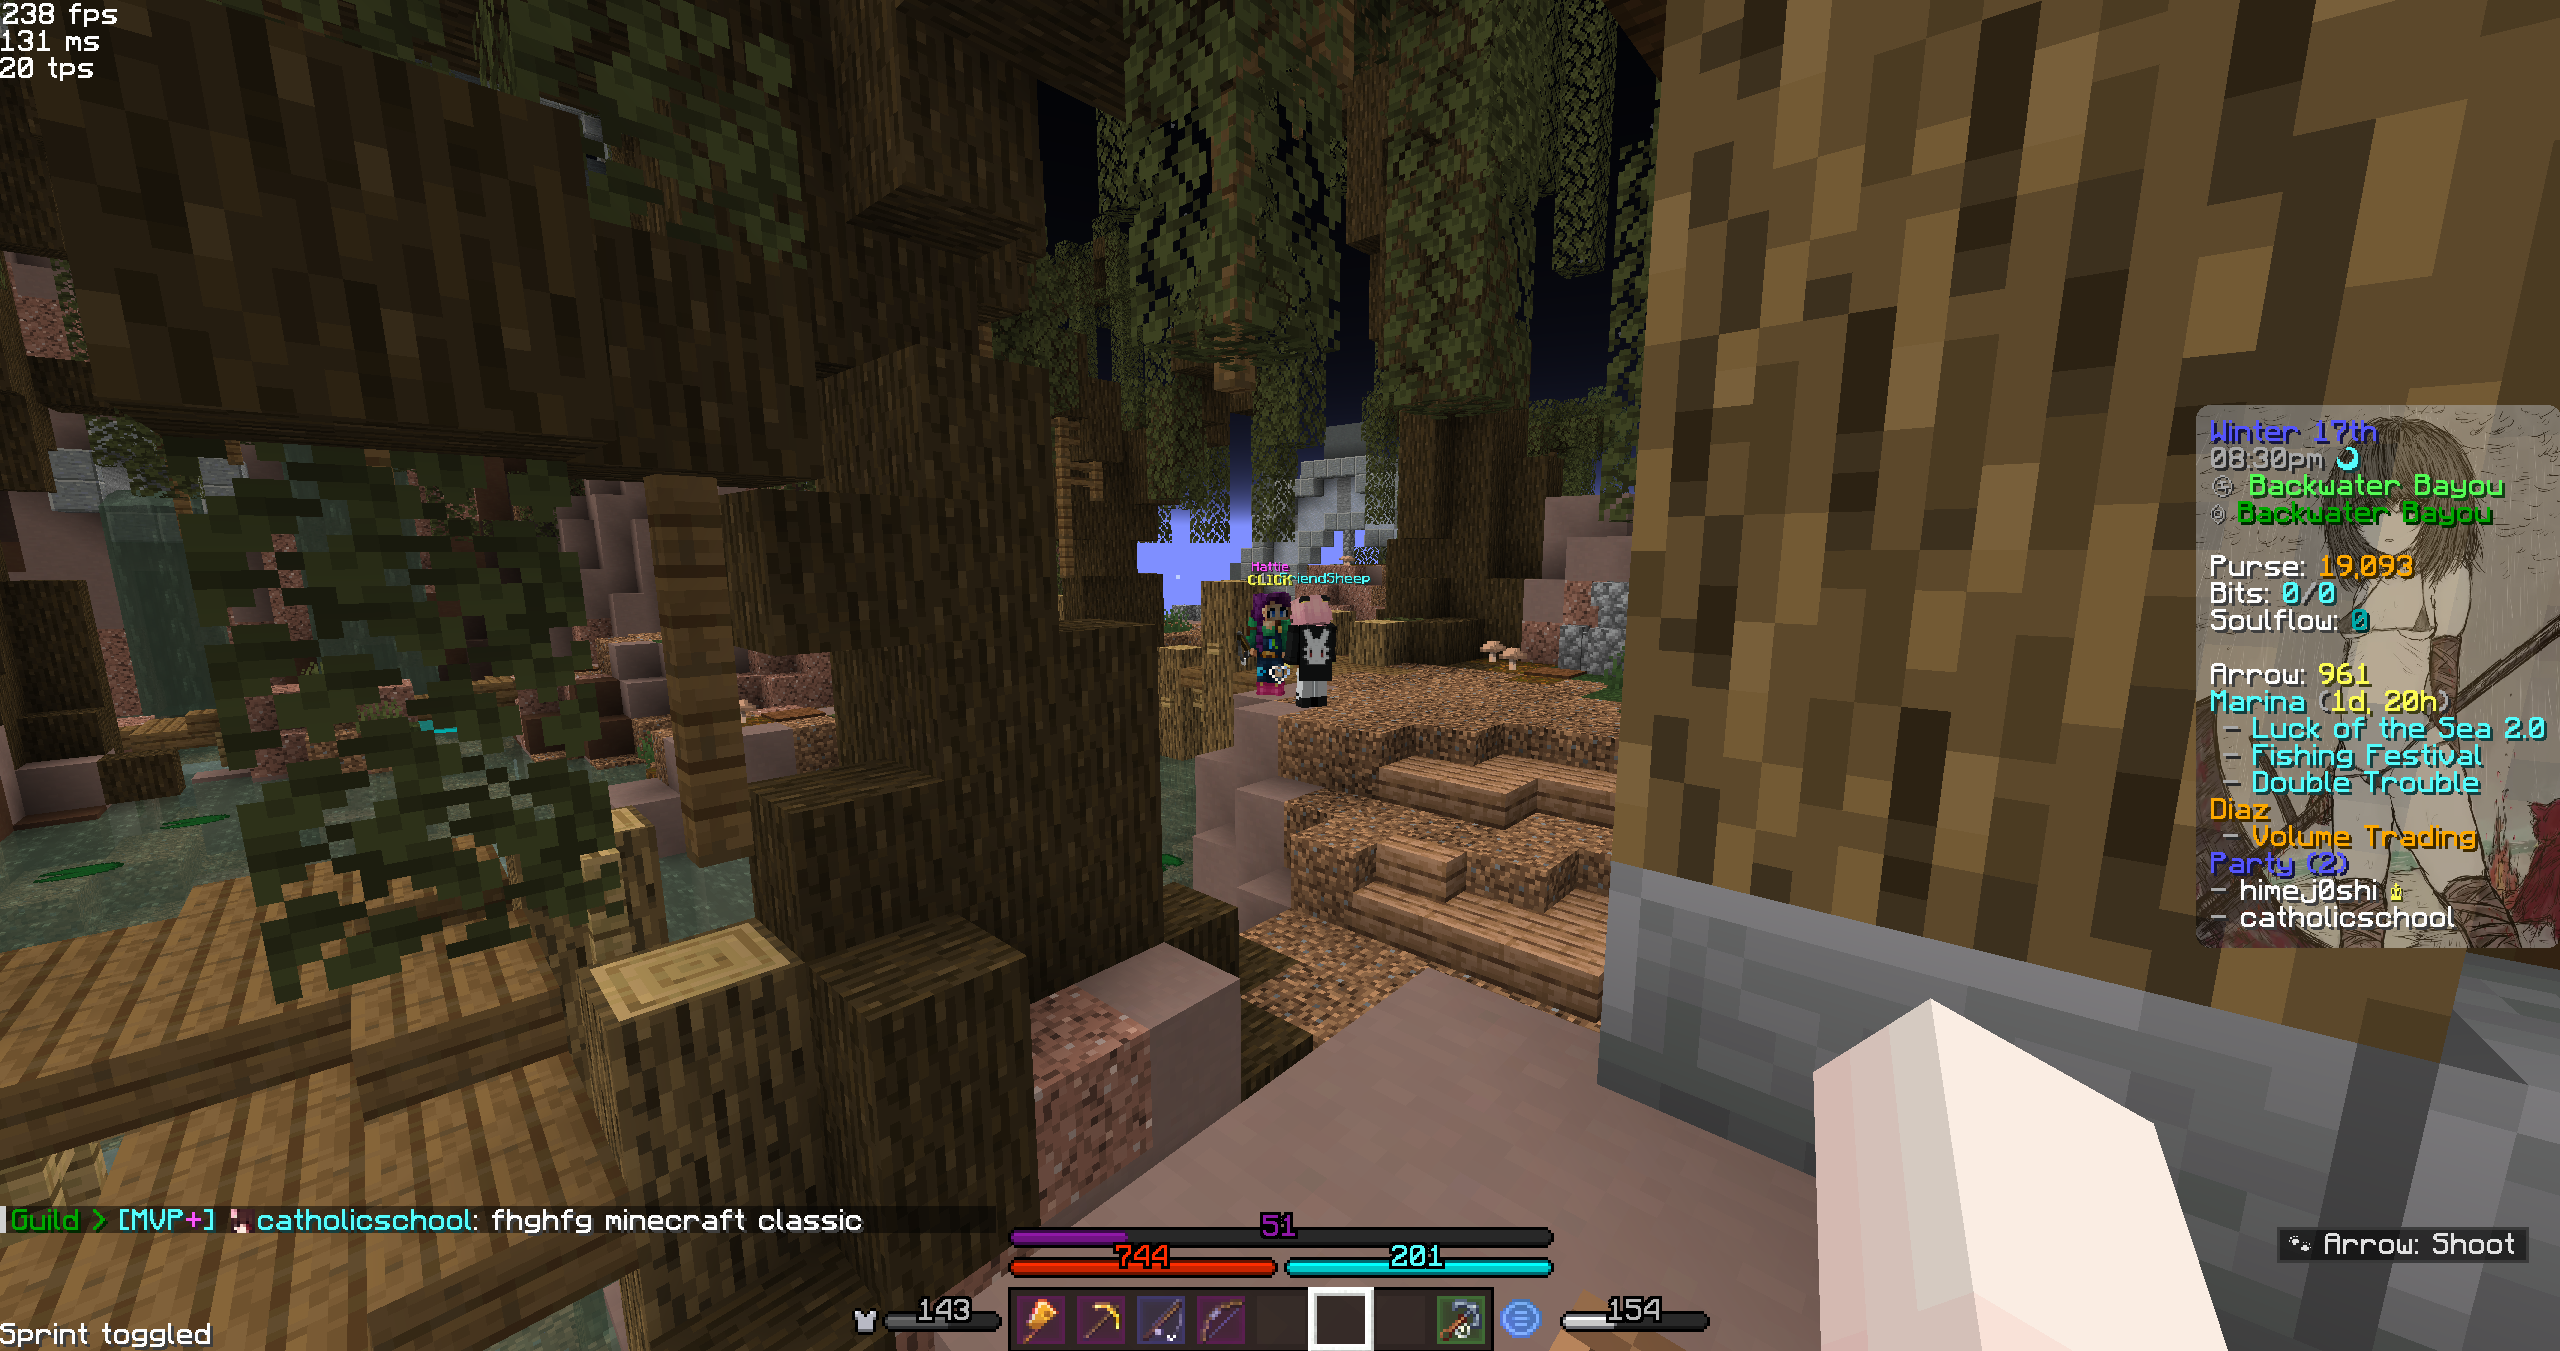 238 fps
131 ms
20 tps
Hattie
CLICK
iendSheep
Winter 17th
08:30pm
Backwater Bayou
Backwater Bayou
Purse: 19,093
Bits: 0/0
Soulflow: 0
Arrow: 961
Marina (1d, 20h)
- Luck of the Sea 2.0
- Fishing Festival
- Double Trouble
Diaz
- Volume Trading
Party (2)
- himej0shi
- catholicschool
Guild > [MVP+] catholicschool: fhghfg minecraft classic
51
744
201
Arrow: Shoot
143
154
Sprint toggled